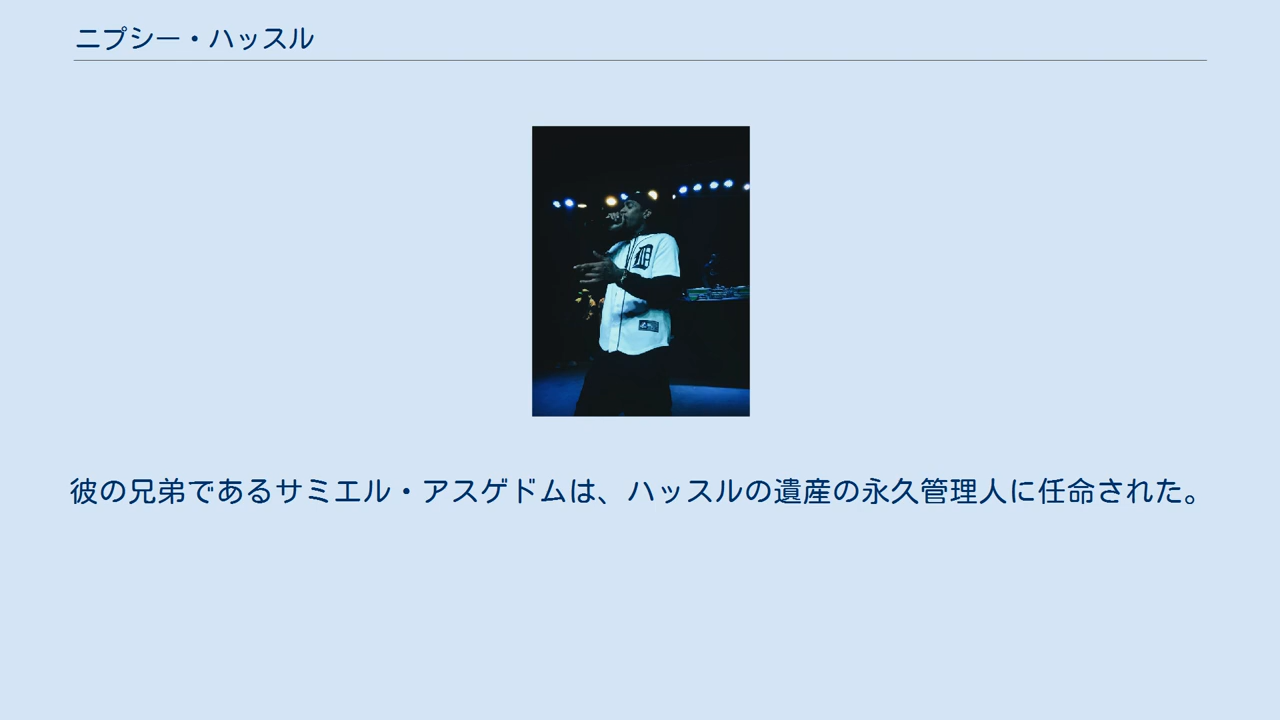 ニプシー・ハッスル
D
彼の兄弟であるサミエル・アスゲドムは、ハッスルの遺産の永久管理人に任命された。